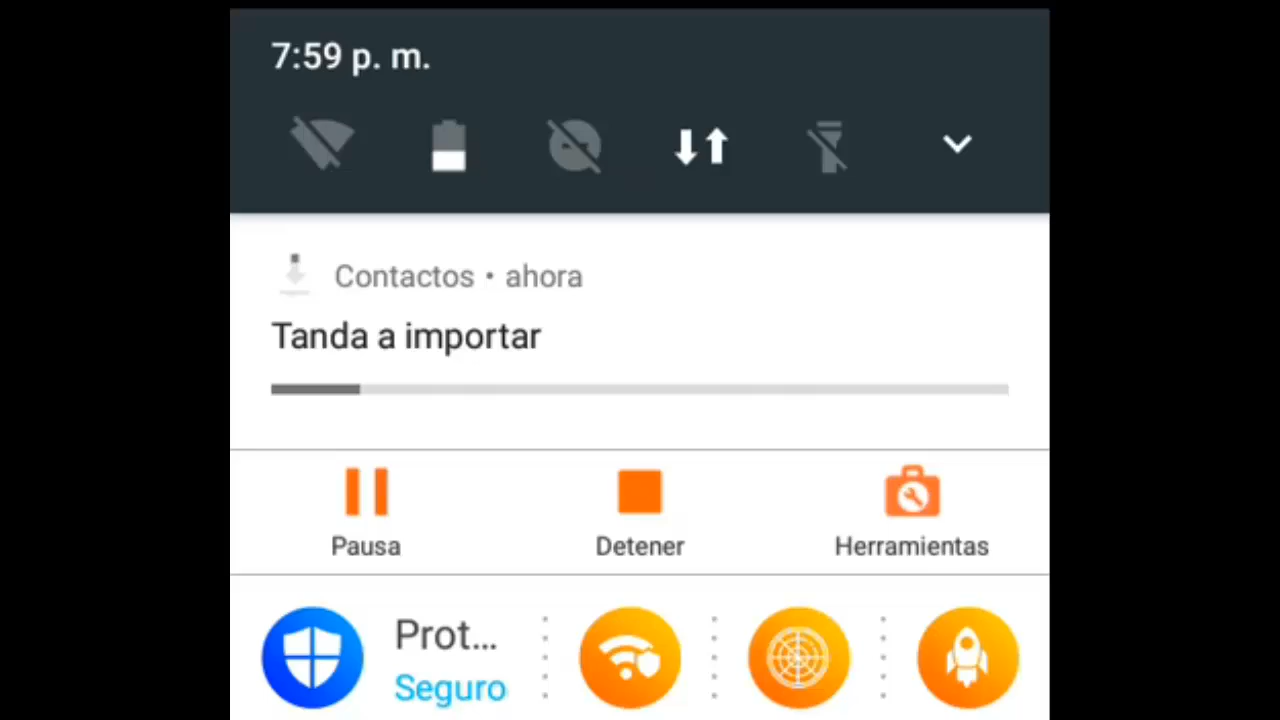 7:59 p. m.
Contactos • ahora
Tanda a importar
Pausa
Detener
Herramientas
Prot...
Seguro